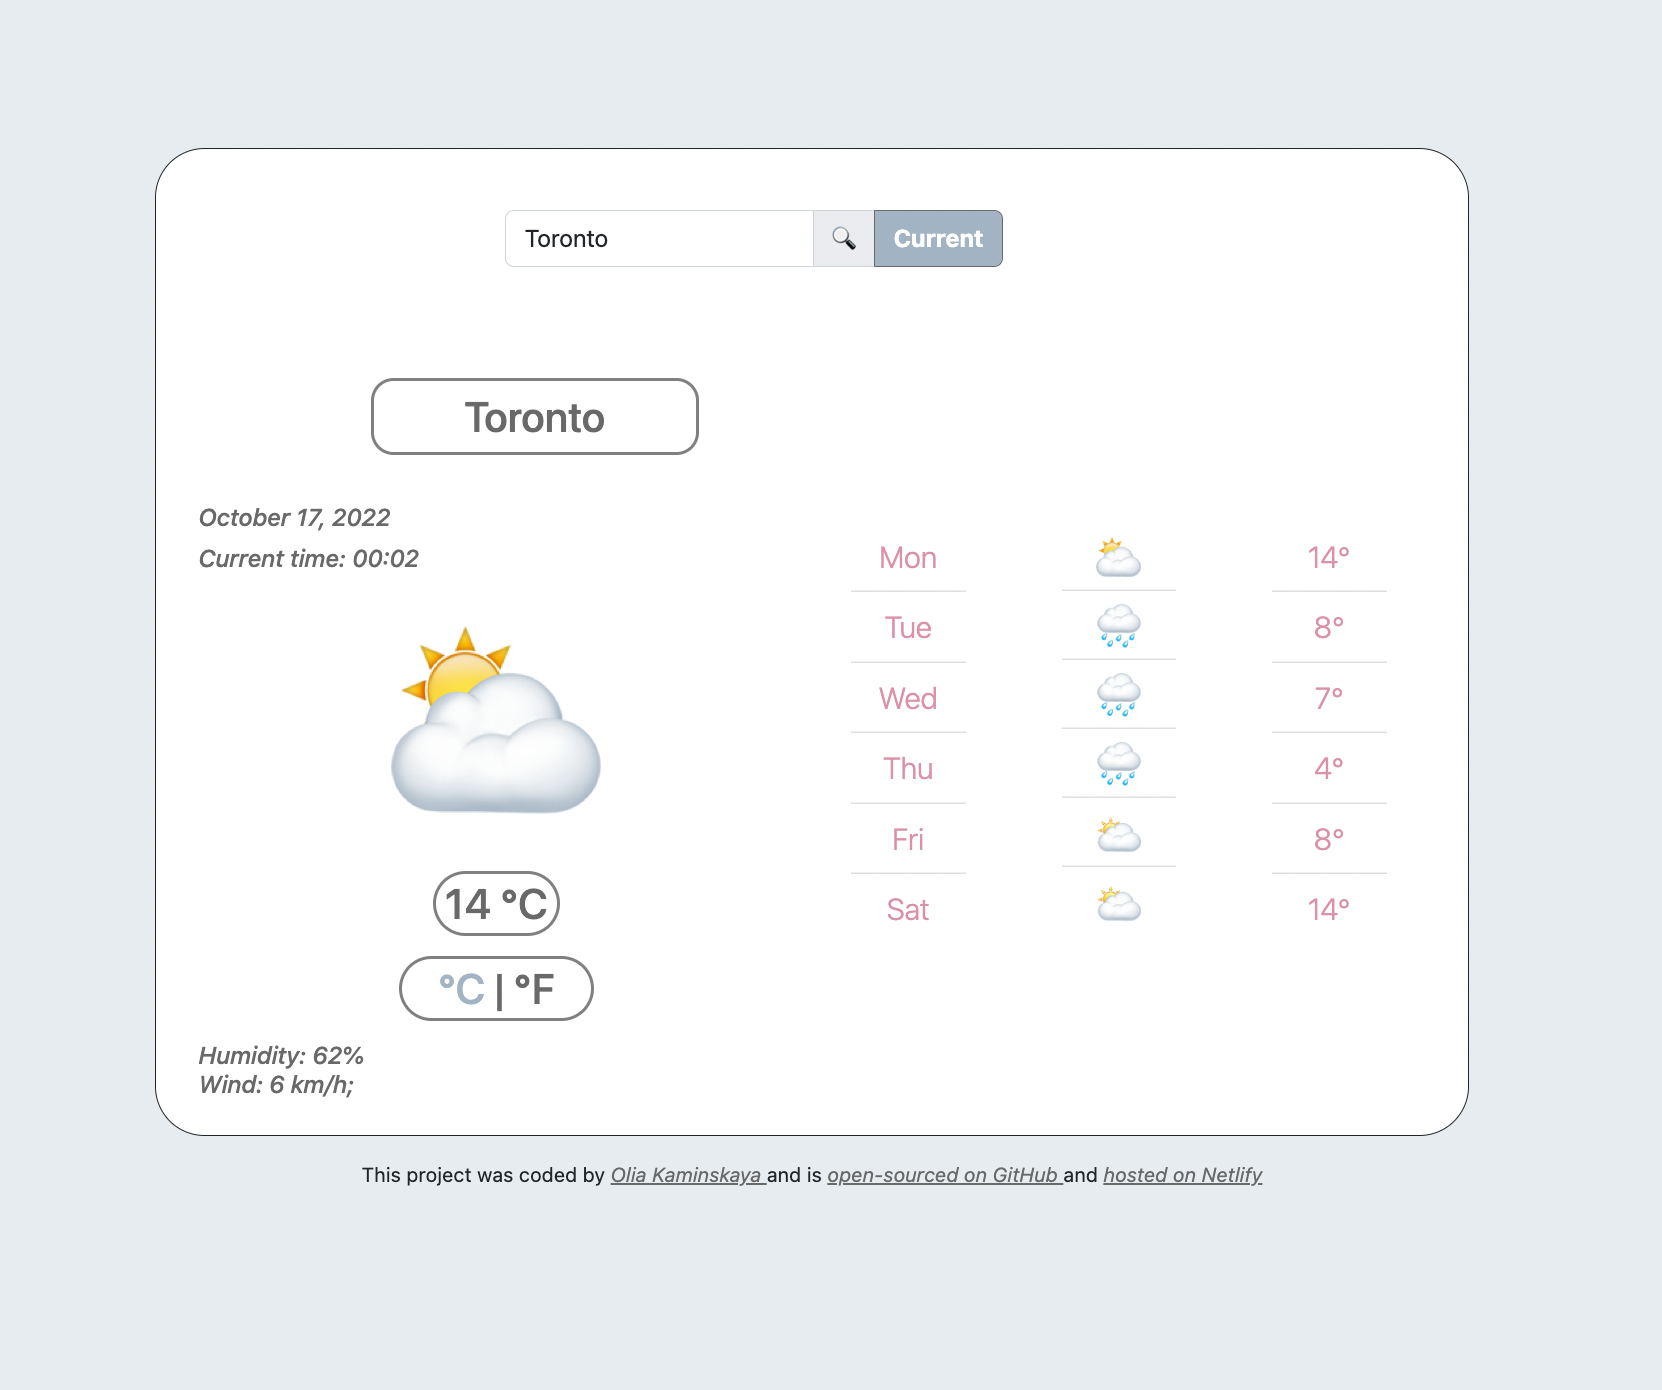 Toronto
Current
Toronto
October 17, 2022
Current time: 00:02
14 °C
°C | °F
Humidity: 62%
Wind: 6 km/h;
Mon 14°
Tue 8°
Wed 7°
Thu 4°
Fri 8°
Sat 14°
This project was coded by Olia Kaminskaya and is open-sourced on GitHub and hosted on Netlify